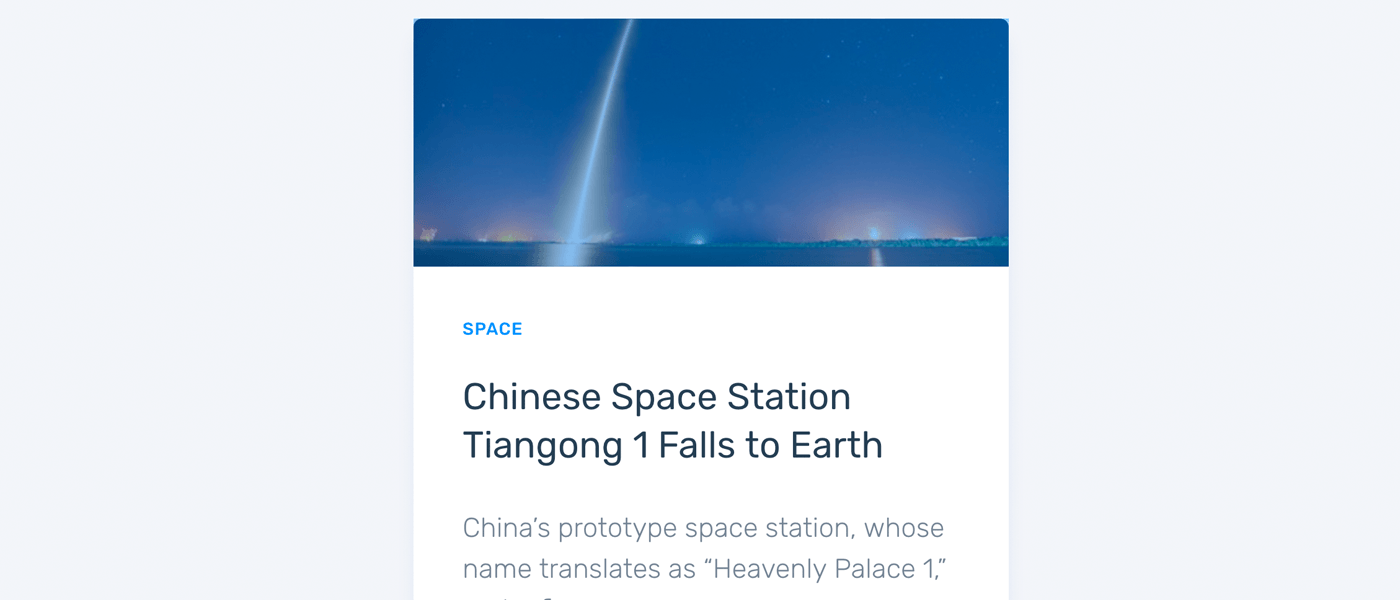 SPACE
Chinese Space Station
Tiangong 1 Falls to Earth
China’s prototype space station, whose
name translates as “Heavenly Palace 1,”